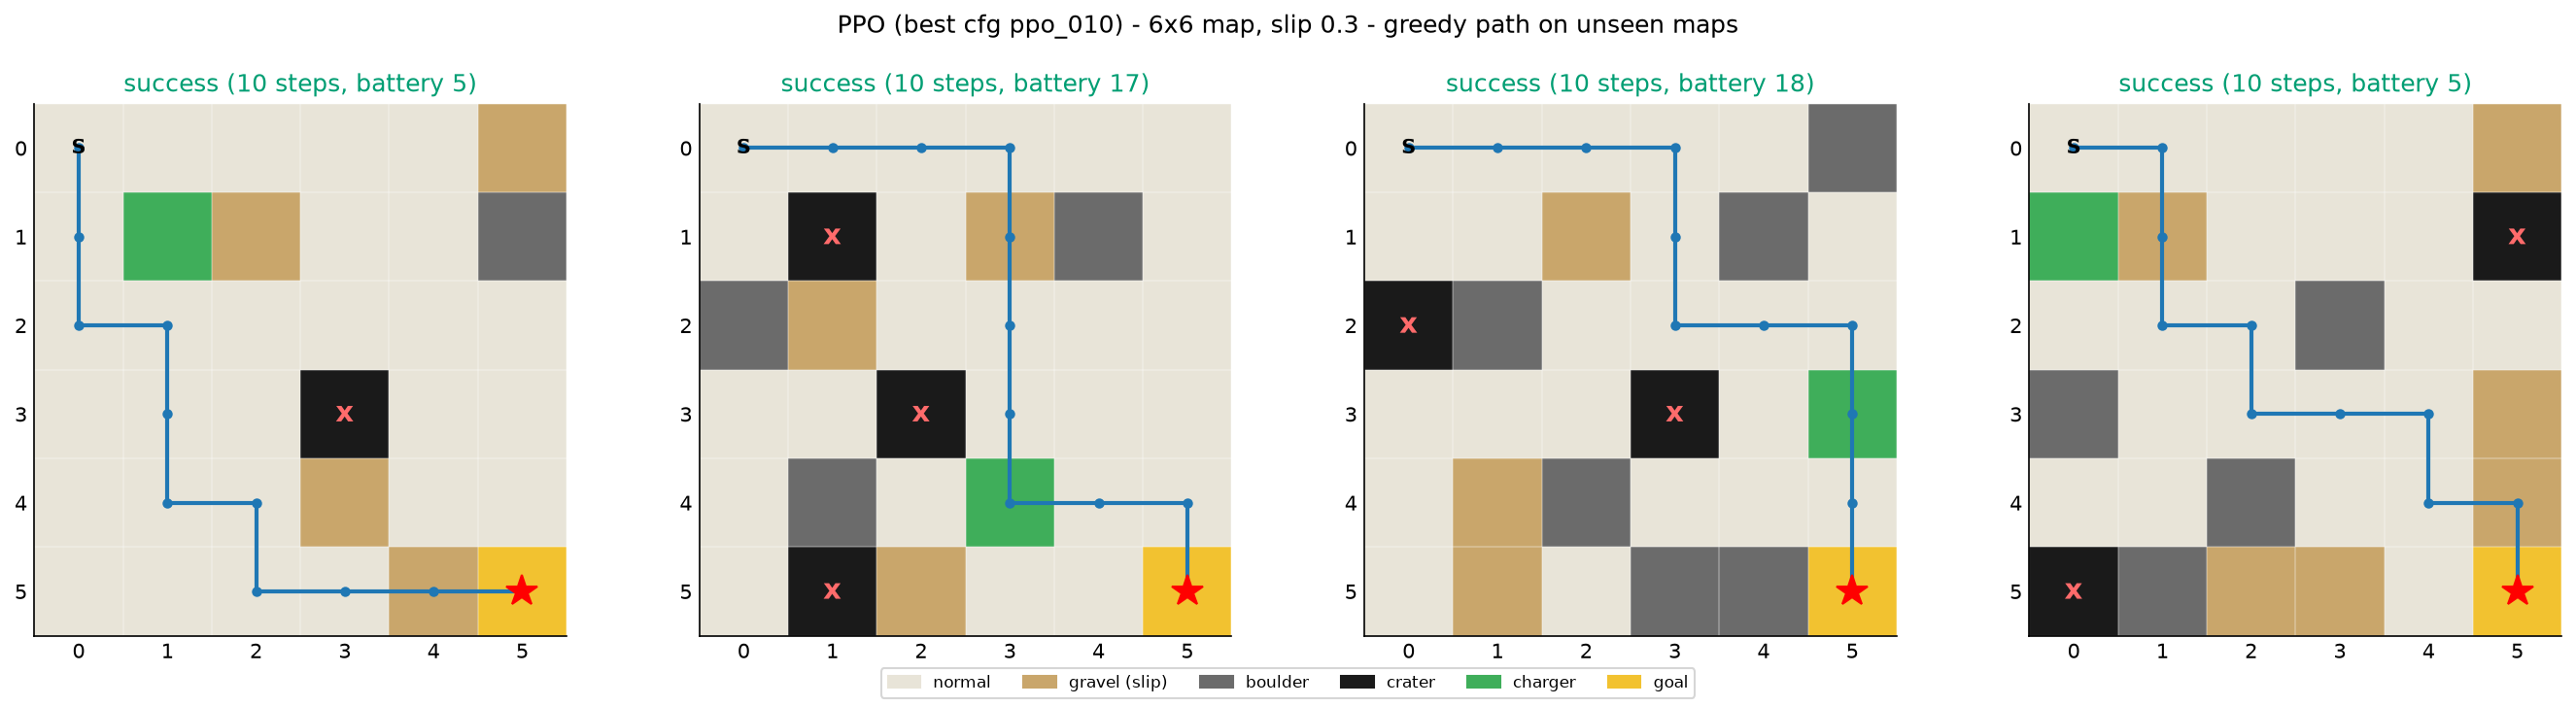 PPO (best cfg ppo_010) - 6x6 map, slip 0.3 - greedy path on unseen maps
success (10 steps, battery 5)
S
x
0
1
2
3
4
5
0 1 2 3 4 5
success (10 steps, battery 17)
S
x
x
x
0
1
2
3
4
5
0 1 2 3 4 5
success (10 steps, battery 18)
S
x
x
0
1
2
3
4
5
0 1 2 3 4 5
success (10 steps, battery 5)
S
x
x
0
1
2
3
4
5
0 1 2 3 4 5
normal gravel (slip) boulder crater charger goal